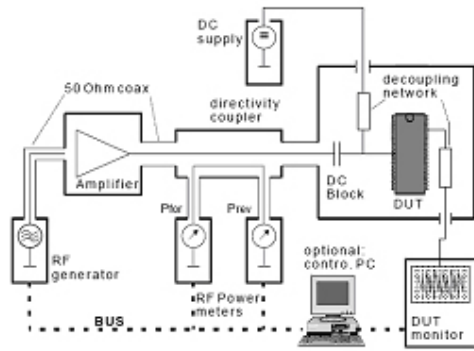 DC
supply
50 Ohm coax
directivity
coupler
decoupling
network
Amplifier
DC
Block
DUT
Pfor
Prev
RF
generator
RF Power
meters
optional:
contro. PC
BUS
DUT
monitor